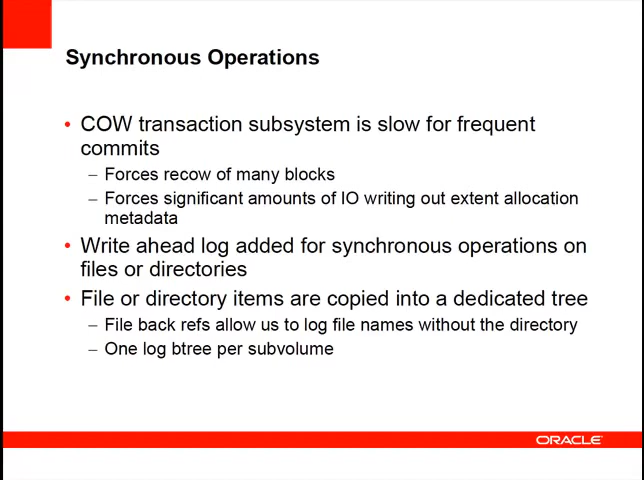 Synchronous Operations
• COW transaction subsystem is slow for frequent
commits
– Forces recow of many blocks
– Forces significant amounts of IO writing out extent allocation
metadata
• Write ahead log added for synchronous operations on
files or directories
• File or directory items are copied into a dedicated tree
– File back refs allow us to log file names without the directory
– One log btree per subvolume
ORACLE